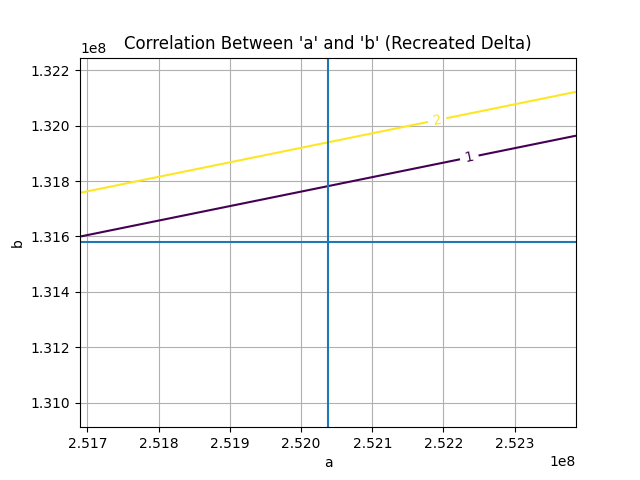 Correlation Between 'a' and 'b' (Recreated Delta)
1e8
1.322
1.320
1.318
1.316
1.314
1.312
1.310
b
2
1
2.517 2.518 2.519 2.520 2.521 2.522 2.523
a
1e8